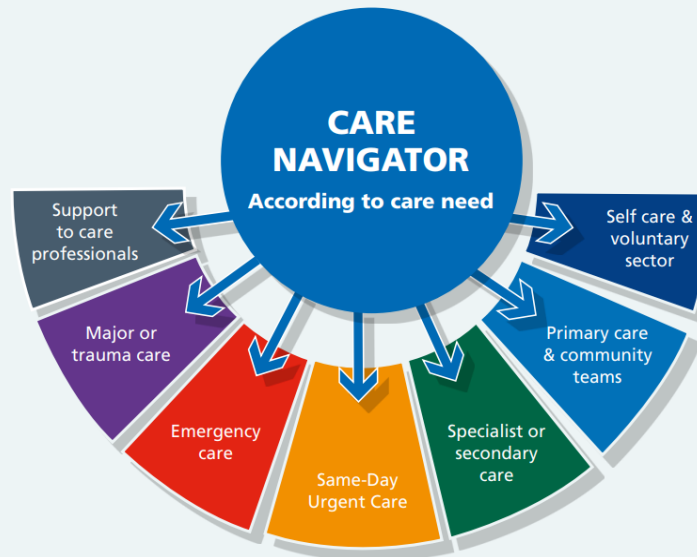 CARE
NAVIGATOR
According to care need
Support
to care
professionals
Major or
trauma care
Emergency
care
Same-Day
Urgent Care
Specialist or
secondary
care
Primary care
& community
teams
Self care &
voluntary
sector